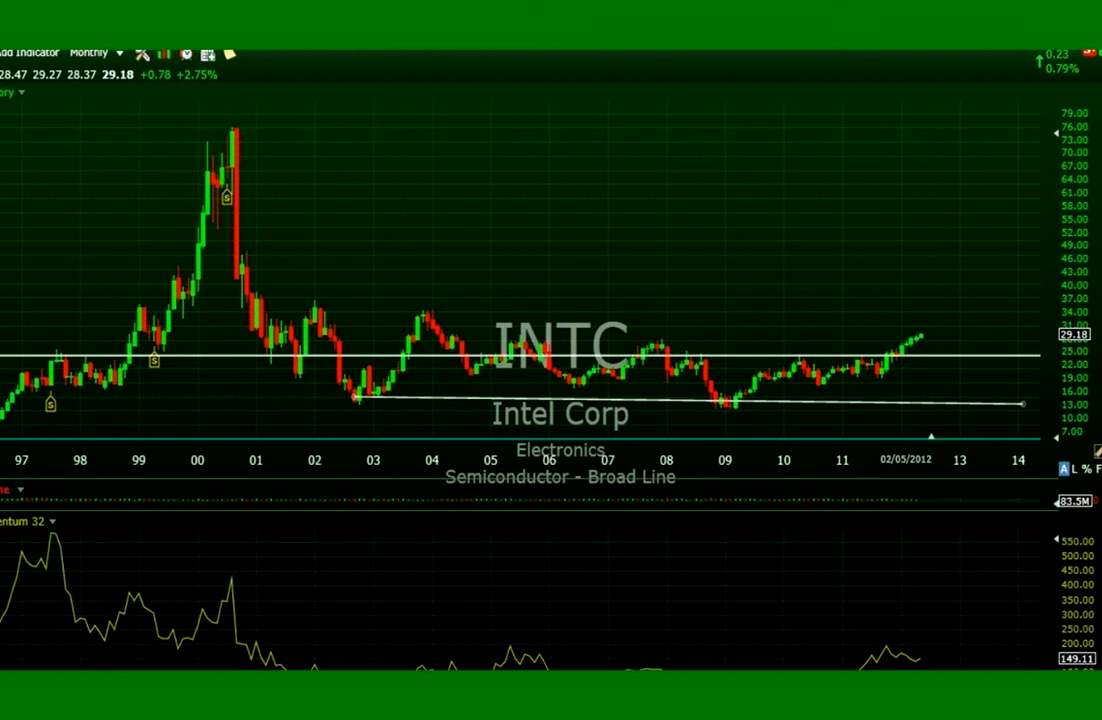 Add Indicator Monthly
0.23
0.79%
28.47 29.27 28.37 29.18 +0.78 +2.75%
ory
79.00
76.00
73.00
70.00
67.00
64.00
61.00
58.00
55.00
52.00
49.00
46.00
43.00
40.00
37.00
34.00
31.00
29.18
25.00
22.00
19.00
16.00
13.00
10.00
7.00
S
S
S
INTC
Intel Corp
Electronics
Semiconductor - Broad Line
97 98 99 00 01 02 03 04 05 06 07 08 09 10 11 02/05/2012 13 14
A L % F
me
83.5M
entum 32
550.00
500.00
450.00
400.00
350.00
300.00
250.00
200.00
149.11